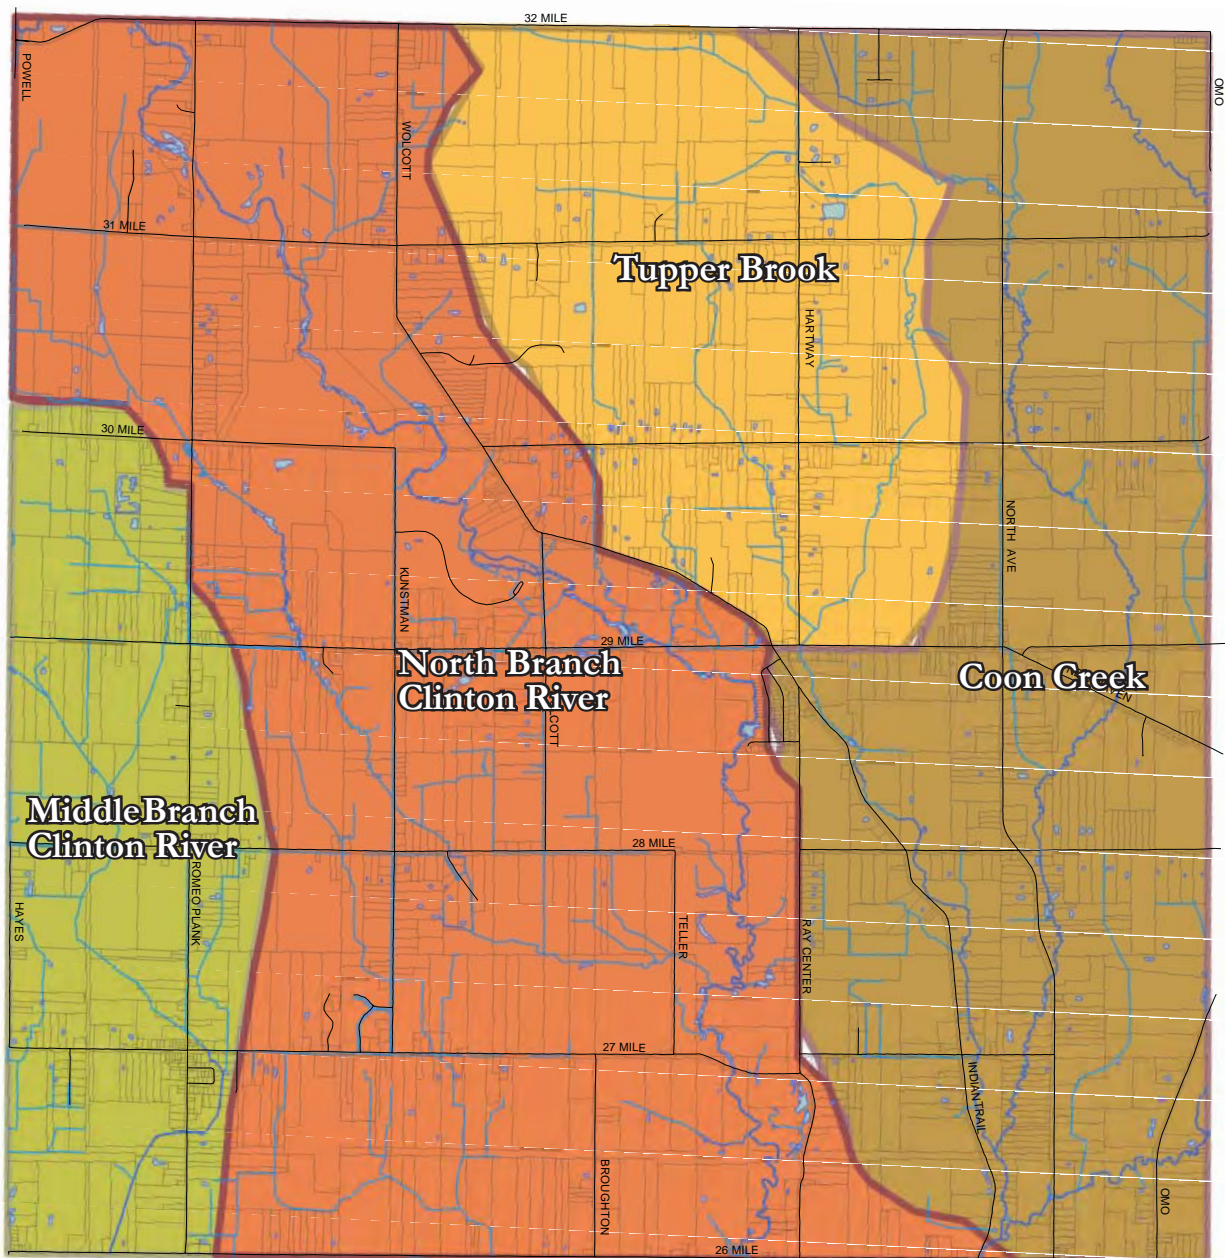 32 MILE
POWELL
OMO
WOLCOTT
31 MILE
Tupper Brook
HARTWAY
30 MILE
NORTH AVE
KUNSTMAN
29 MILE
North Branch
Clinton River
Coon Creek
LCOTT
Middle Branch
Clinton River
28 MILE
ROMEO PLANK
HAYES
TELLER
RAY CENTER
27 MILE
INDIAN TRAIL
BROUGHTON
OMO
26 MILE